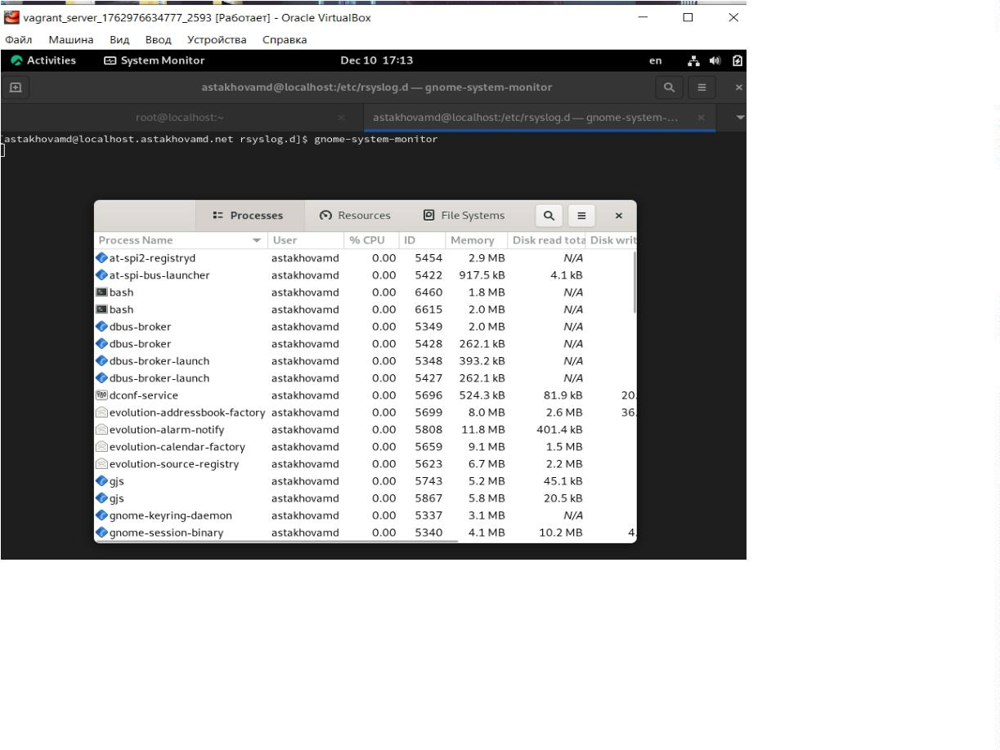 vagrant_server_1762976634777_2593 [Работает] - Oracle VirtualBox
Файл Машина Вид Ввод Устройства Справка
Activities System Monitor Dec 10 17:13 en
astakhovamd@localhost:/etc/rsyslog.d — gnome-system-monitor
root@localhost:~ astakhovamd@localhost:/etc/rsyslog.d — gnome-system-...
[astakhovamd@localhost.astakhovamd.net rsyslog.d]$ gnome-system-monitor
Processes Resources File Systems
Process Name User % CPU ID Memory Disk read tota Disk writ
at-spi2-registryd astakhovamd 0.00 5454 2.9 MB N/A
at-spi-bus-launcher astakhovamd 0.00 5422 917.5 kB 4.1 kB
bash astakhovamd 0.00 6460 1.8 MB N/A
bash astakhovamd 0.00 6615 2.0 MB N/A
dbus-broker astakhovamd 0.00 5349 2.0 MB N/A
dbus-broker astakhovamd 0.00 5428 262.1 kB N/A
dbus-broker-launch astakhovamd 0.00 5348 393.2 kB N/A
dbus-broker-launch astakhovamd 0.00 5427 262.1 kB N/A
dconf-service astakhovamd 0.00 5696 524.3 kB 81.9 kB 20.
evolution-addressbook-factory astakhovamd 0.00 5699 8.0 MB 2.6 MB 36.
evolution-alarm-notify astakhovamd 0.00 5808 11.8 MB 401.4 kB
evolution-calendar-factory astakhovamd 0.00 5659 9.1 MB 1.5 MB
evolution-source-registry astakhovamd 0.00 5623 6.7 MB 2.2 MB
gjs astakhovamd 0.00 5743 5.2 MB 45.1 kB
gjs astakhovamd 0.00 5867 5.8 MB 20.5 kB
gnome-keyring-daemon astakhovamd 0.00 5337 3.1 MB N/A
gnome-session-binary astakhovamd 0.00 5340 4.1 MB 10.2 MB 4.